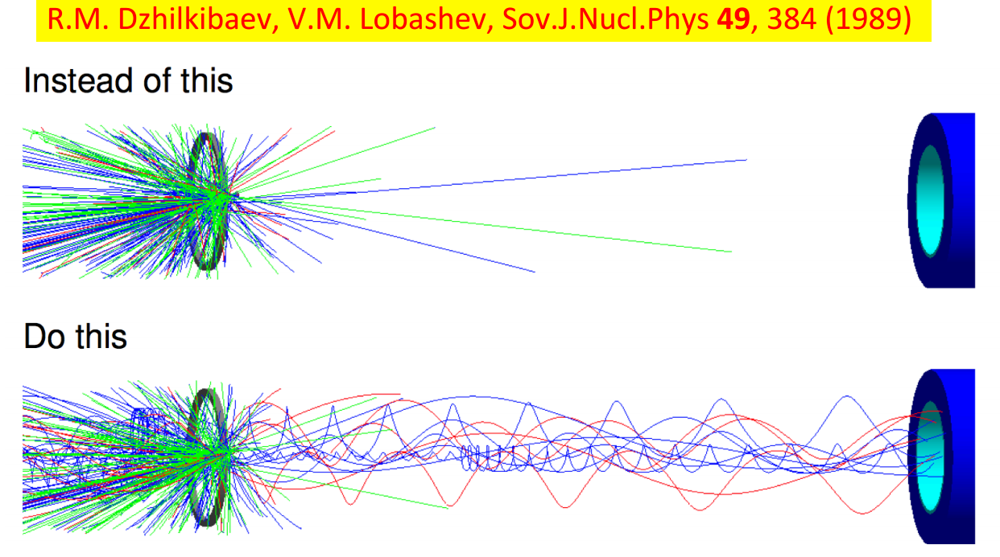 R.M. Dzhilkibaev, V.M. Lobashev, Sov.J.Nucl.Phys 49, 384 (1989)
Instead of this
Do this